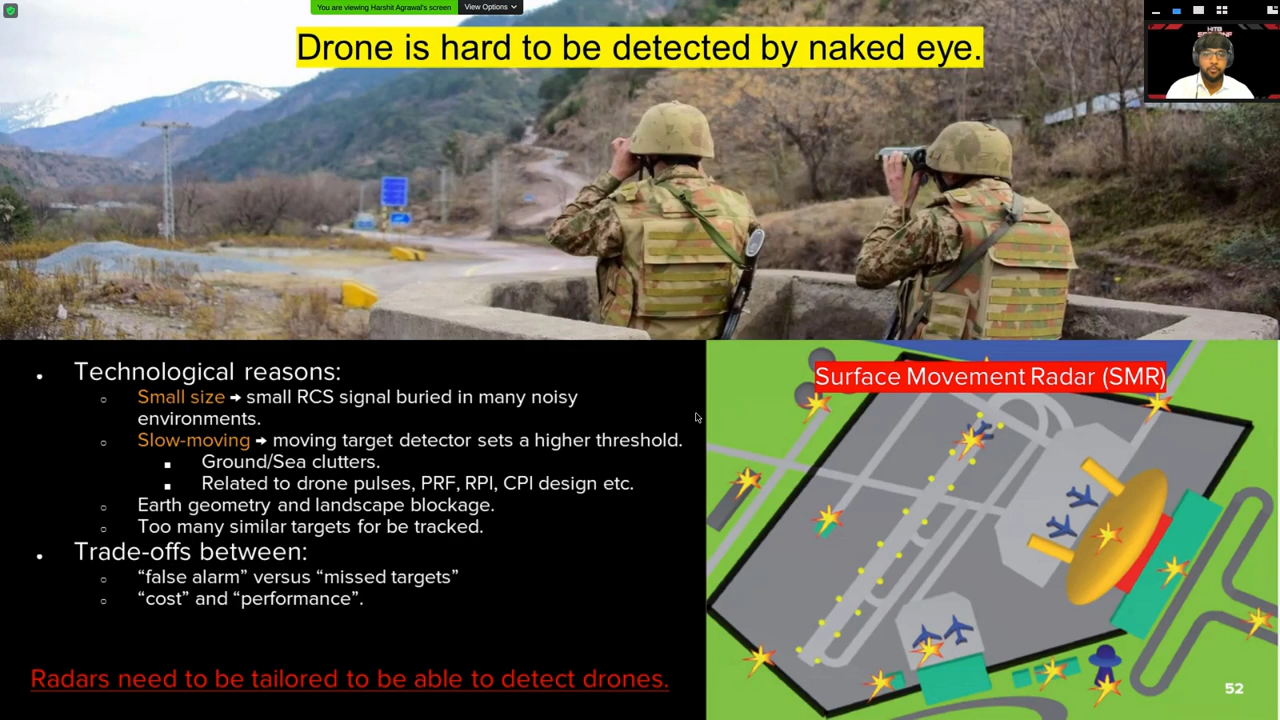 You are viewing Harshit Agrawal's screen
View Options
Drone is hard to be detected by naked eye.
Technological reasons:
Small size → small RCS signal buried in many noisy
environments.
Slow-moving → moving target detector sets a higher threshold.
Ground/Sea clutters.
Related to drone pulses, PRF, RPI, CPI design etc.
Earth geometry and landscape blockage.
Too many similar targets for be tracked.
Trade-offs between:
“false alarm” versus “missed targets”
“cost” and “performance”.
Radars need to be tailored to be able to detect drones.
Surface Movement Radar (SMR)
52